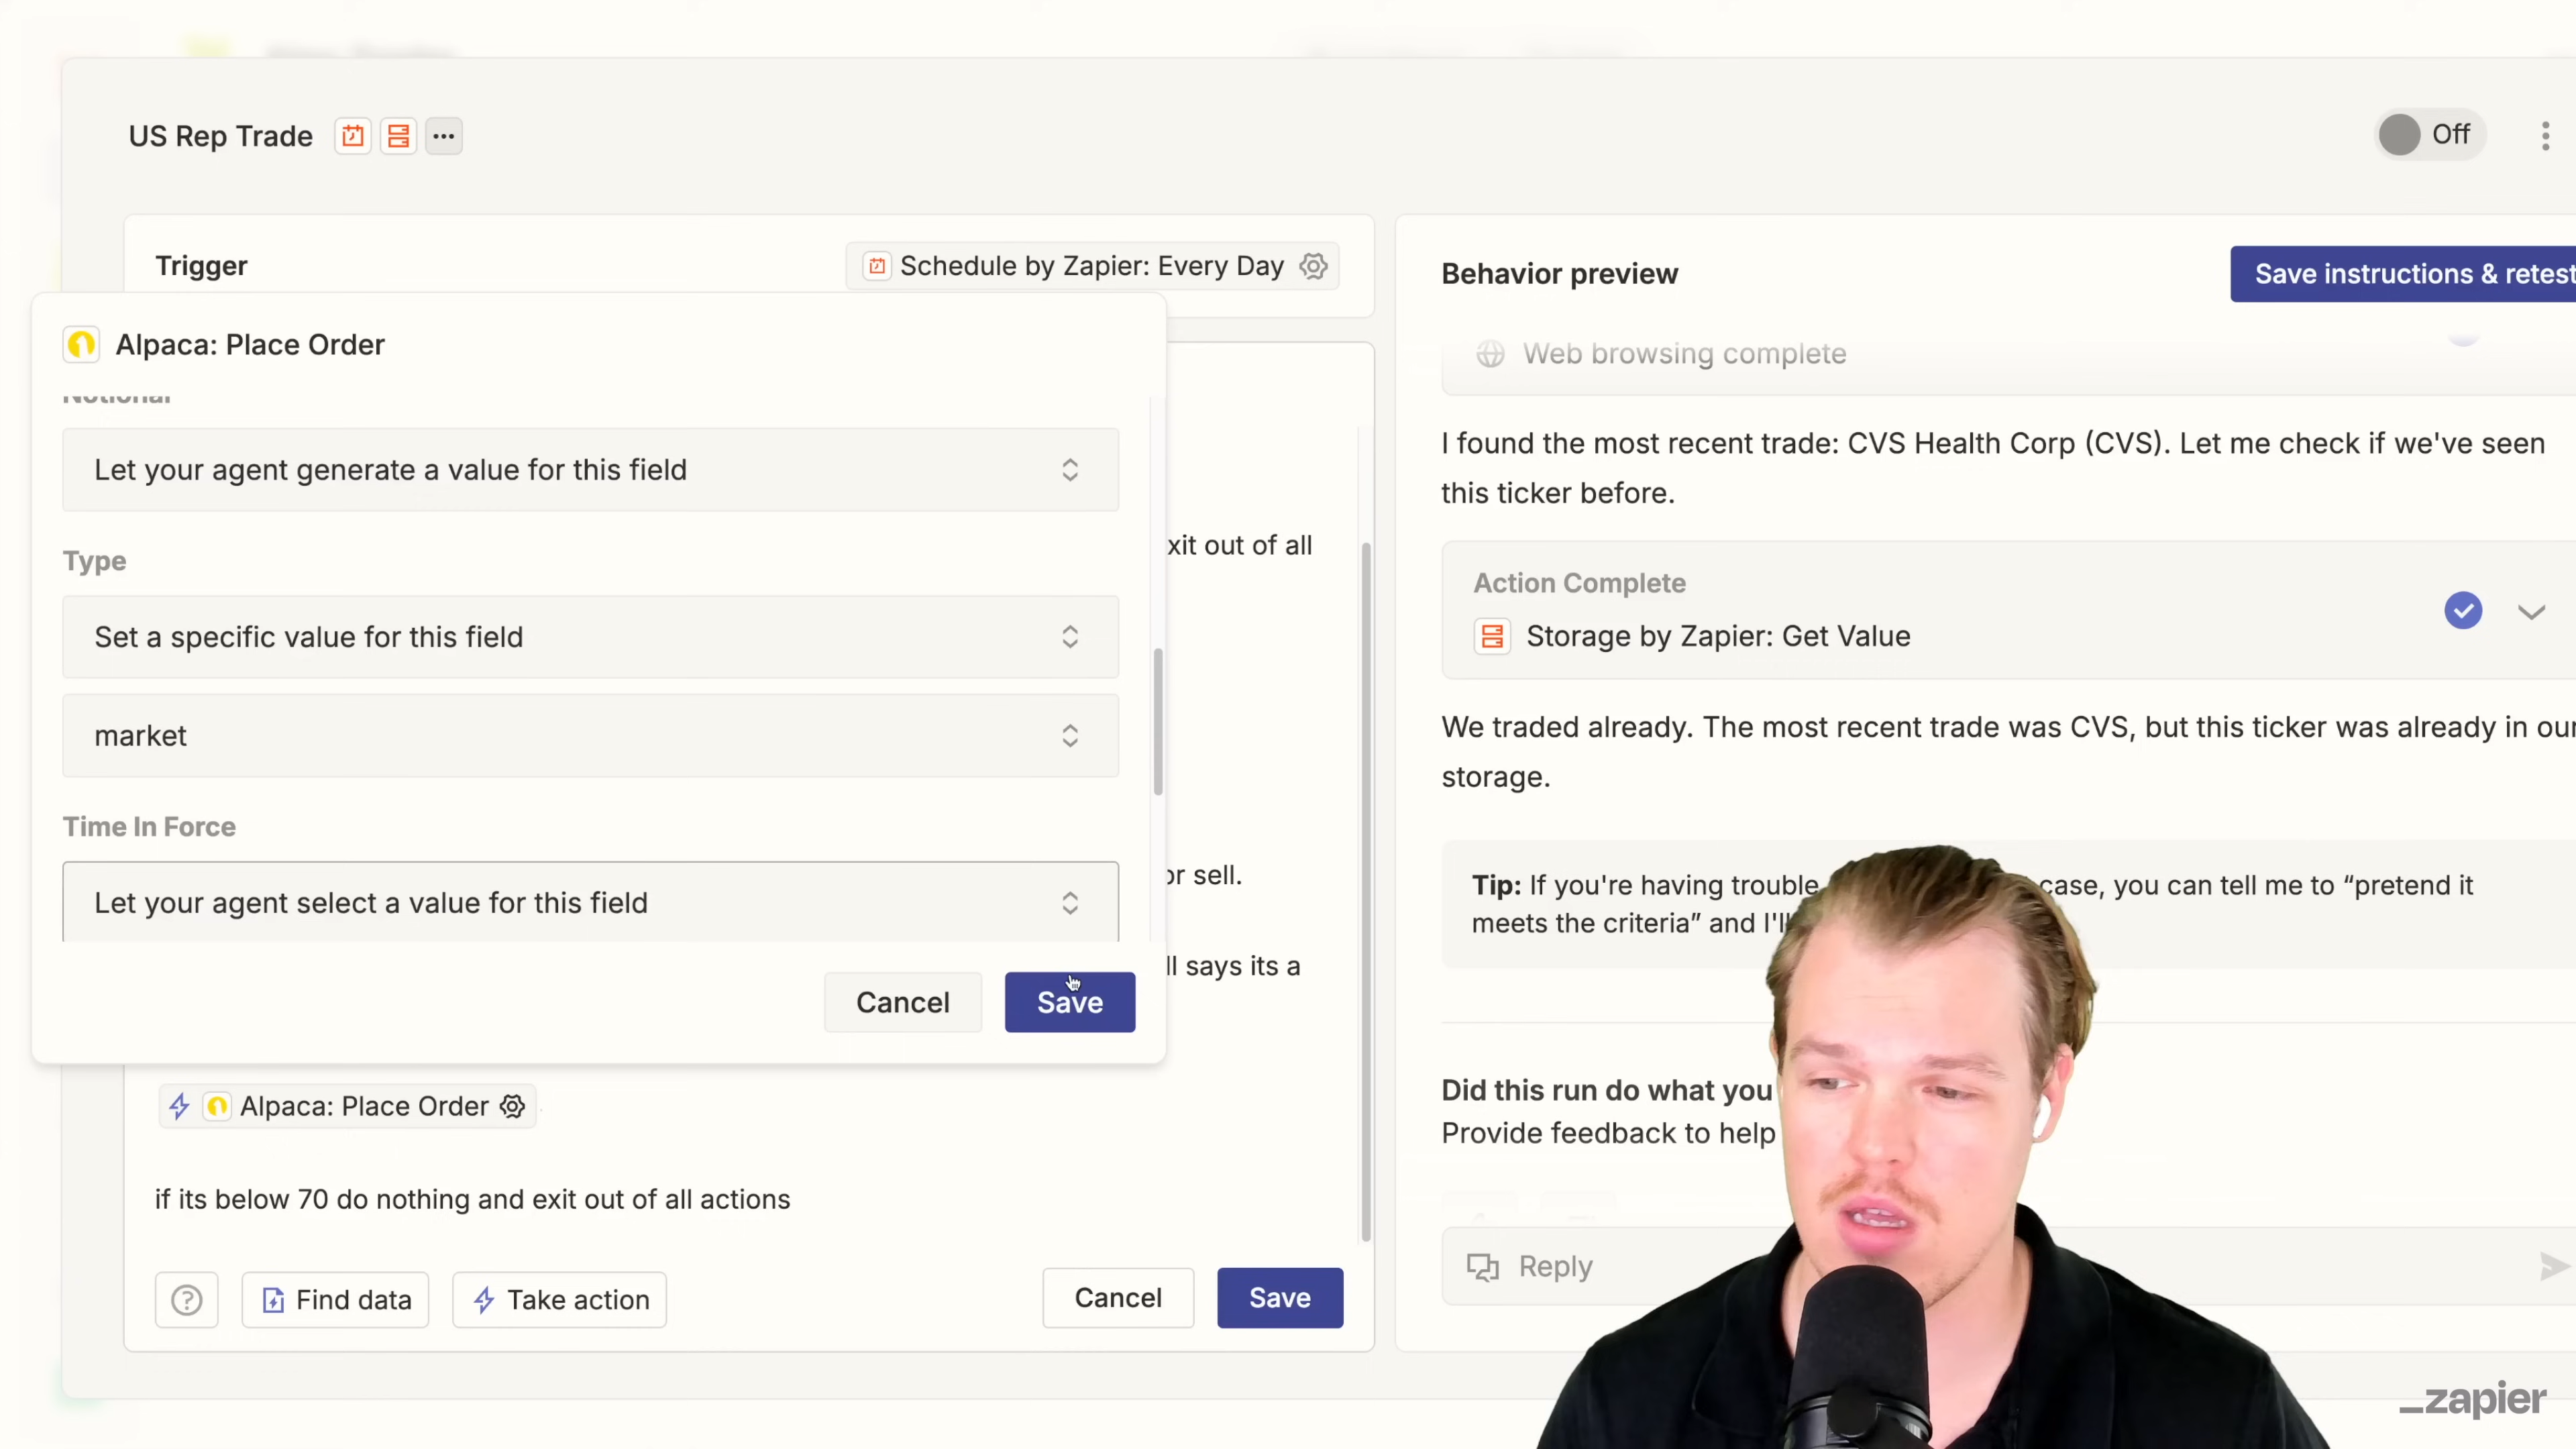 US Rep Trade
Off
Trigger
Schedule by Zapier: Every Day
Alpaca: Place Order
Notional
Let your agent generate a value for this field
Type
Set a specific value for this field
market
Time In Force
Let your agent select a value for this field
Cancel
Save
xit out of all
or sell.
ll says its a
Alpaca: Place Order
if its below 70 do nothing and exit out of all actions
Find data
Take action
Cancel
Save
Behavior preview
Save instructions & retest
Web browsing complete
I found the most recent trade: CVS Health Corp (CVS). Let me check if we've seen
this ticker before.
Action Complete
Storage by Zapier: Get Value
We traded already. The most recent trade was CVS, but this ticker was already in our
storage.
Tip: If you're having trouble case, you can tell me to “pretend it
meets the criteria” and I'll
Did this run do what you
Provide feedback to help
Reply
zapier